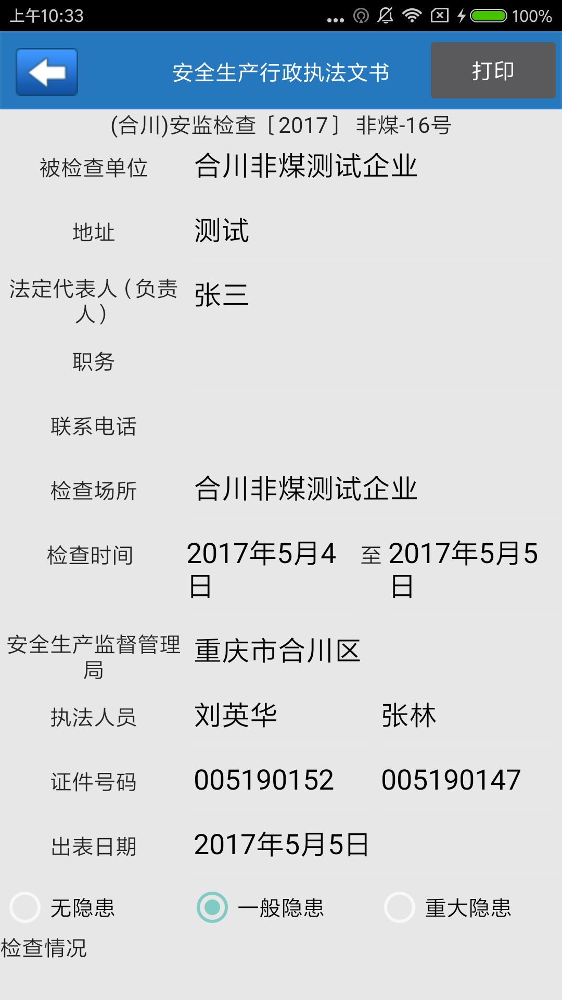 上午10:33
100%
安全生产行政执法文书
打印
(合川)安监检查〔2017〕 非煤-16号
被检查单位 合川非煤测试企业
地址 测试
法定代表人（负责
人） 张三
职务
联系电话
检查场所 合川非煤测试企业
检查时间 2017年5月4
日 至 2017年5月5
日
安全生产监督管理
局 重庆市合川区
执法人员 刘英华 张林
证件号码 005190152 005190147
出表日期 2017年5月5日
无隐患 一般隐患 重大隐患
检查情况